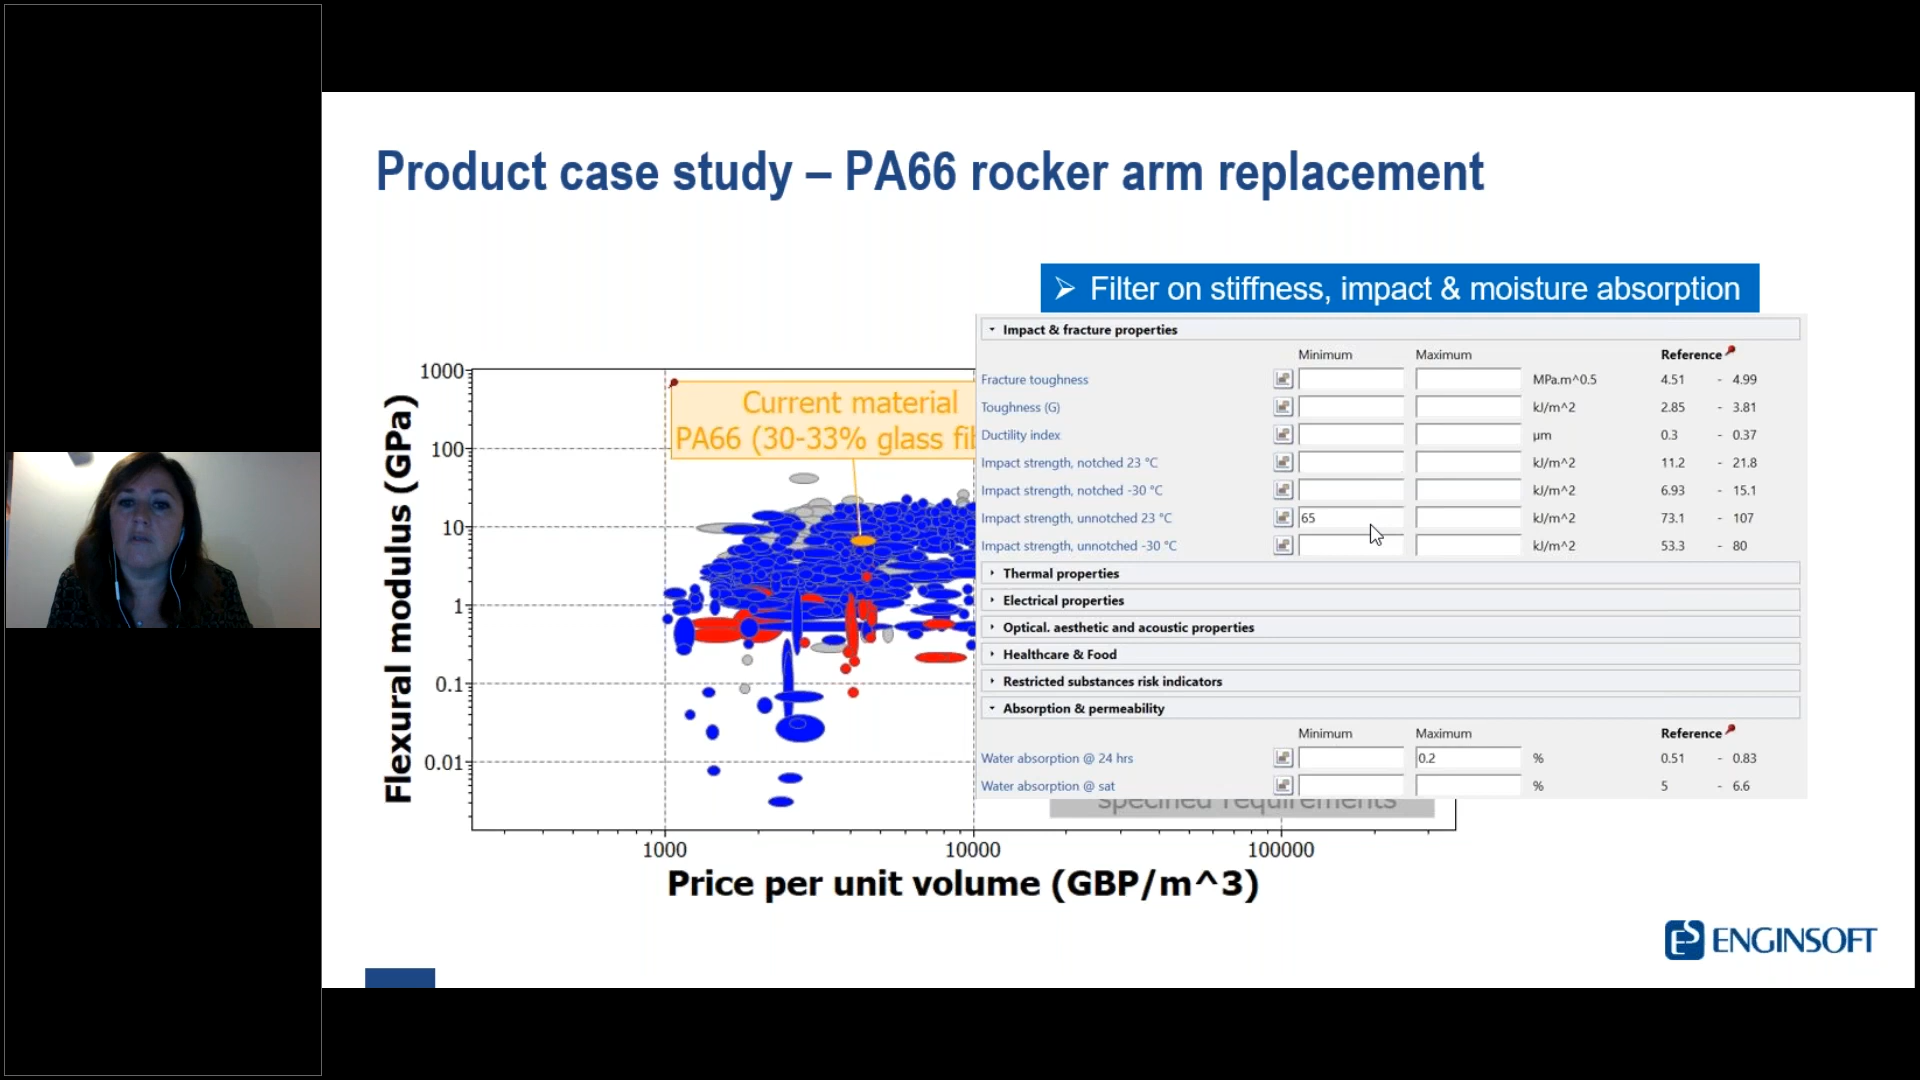 Product case study – PA66 rocker arm replacement
➢ Filter on stiffness, impact & moisture absorption
Impact & fracture properties
Minimum Maximum Reference
Fracture toughness MPa.m^0.5 4.51 - 4.99
Toughness (G) kJ/m^2 2.85 - 3.81
Ductility index µm 0.3 - 0.37
Impact strength, notched 23 °C kJ/m^2 11.2 - 21.8
Impact strength, notched -30 °C kJ/m^2 6.93 - 15.1
Impact strength, unnotched 23 °C 65 kJ/m^2 73.1 - 107
Impact strength, unnotched -30 °C kJ/m^2 53.3 - 80
Thermal properties
Electrical properties
Optical. aesthetic and acoustic properties
Healthcare & Food
Restricted substances risk indicators
Absorption & permeability
Minimum Maximum Reference
Water absorption @ 24 hrs 0.2 % 0.51 - 0.83
Water absorption @ sat % 5 - 6.6
specified requirements
Current material
PA66 (30-33% glass fi
Flexural modulus (GPa)
1000
100
10
1
0.1
0.01
1000 10000 100000
Price per unit volume (GBP/m^3)
ES ENGINSOFT